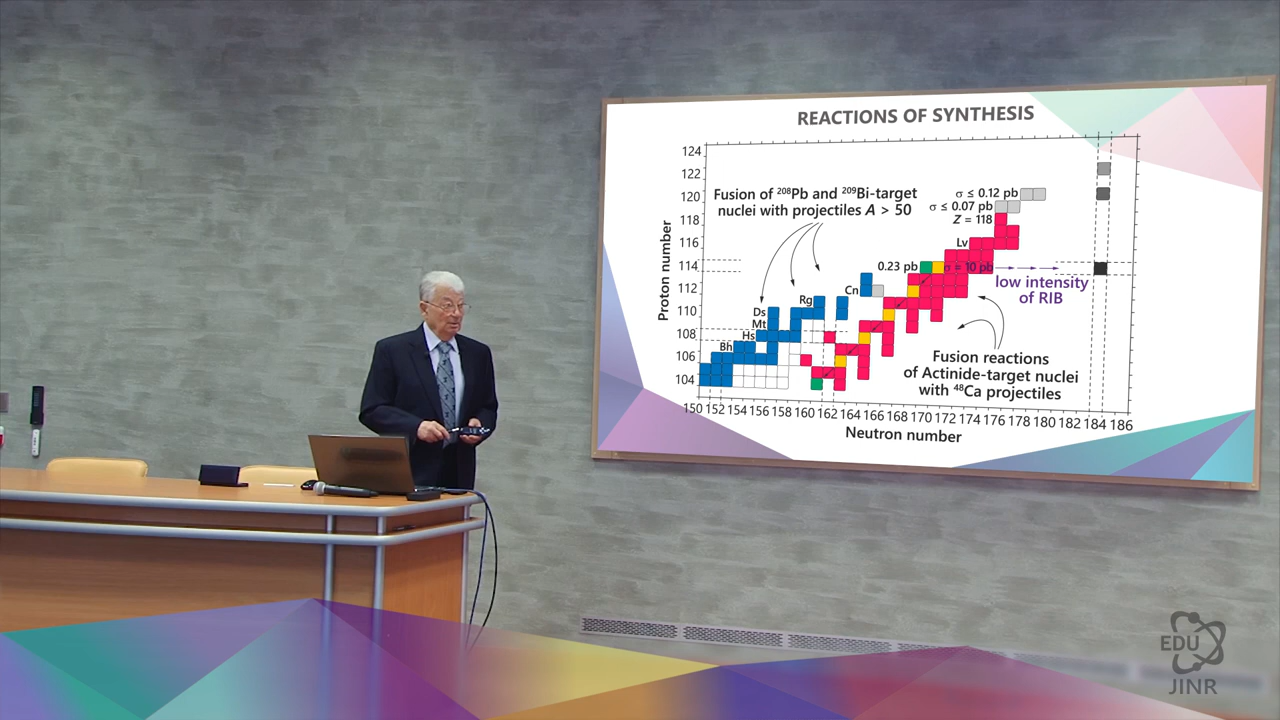 REACTIONS OF SYNTHESIS
124
122
120
118
116
114
112
110
108
106
104
Proton number
Fusion of ²⁰⁸Pb and ²⁰⁹Bi-target
nuclei with projectiles A > 50
σ ≤ 0.12 pb
σ ≤ 0.07 pb
Z = 118
Lv
0.23 pb
σ = 10 pb
low intensity
of RIB
Cn
Rg
Ds
Mt
Hs
Bh
Fusion reactions
of Actinide-target nuclei
with ⁴⁸Ca projectiles
150 152 154 156 158 160 162 164 166 168 170 172 174 176 178 180 182 184 186
Neutron number
EDU
JINR